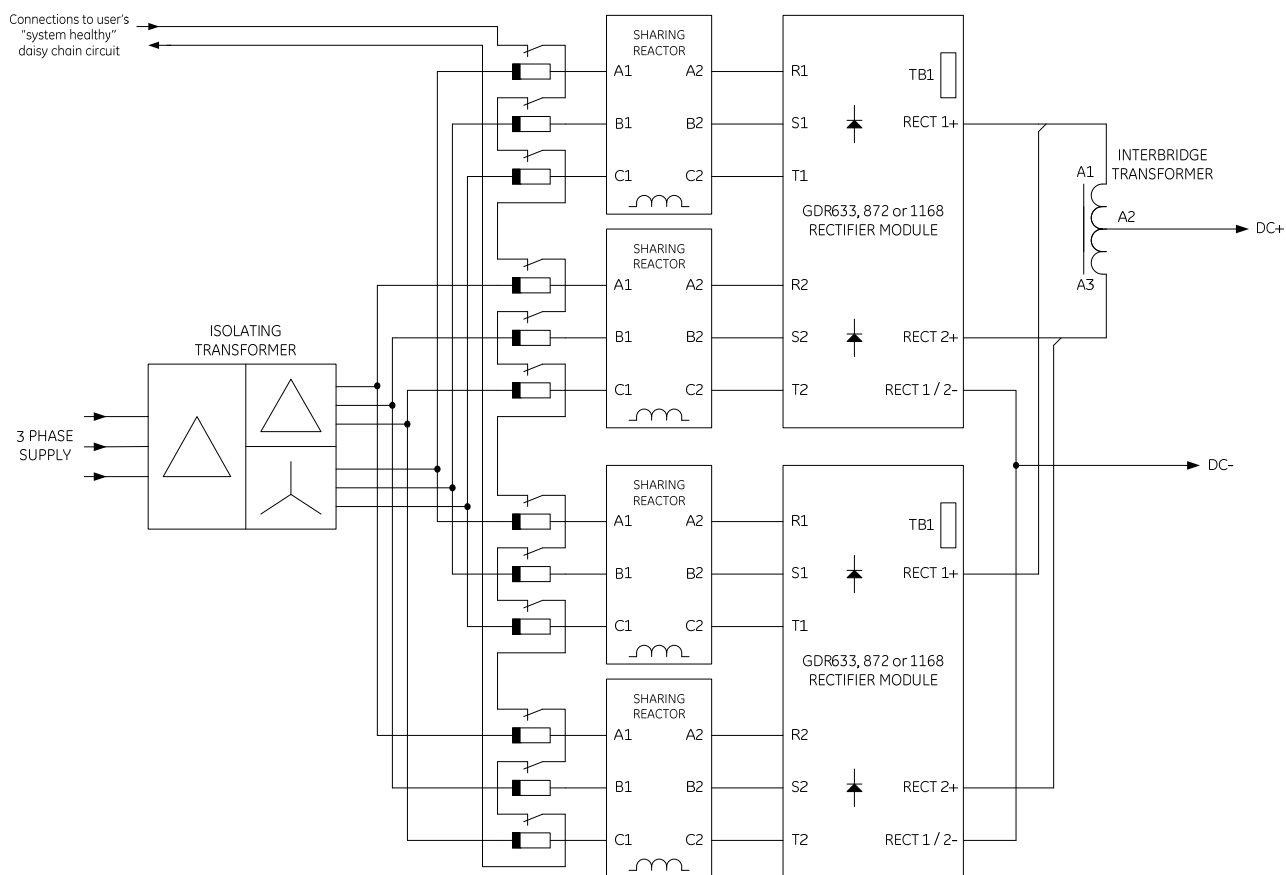 Connections to user's
"system healthy"
daisy chain circuit
SHARING
REACTOR
A1 A2
B1 B2
C1 C2
R1
TB1
S1
RECT 1+
T1
GDR633, 872 or 1168
RECTIFIER MODULE
INTERBRIDGE
TRANSFORMER
A1
A2
A3
DC+
SHARING
REACTOR
A1 A2
B1 B2
C1 C2
R2
S2
RECT 2+
T2
RECT 1 / 2-
ISOLATING
TRANSFORMER
3 PHASE
SUPPLY
DC-
SHARING
REACTOR
A1 A2
B1 B2
C1 C2
R1
TB1
S1
RECT 1+
T1
GDR633, 872 or 1168
RECTIFIER MODULE
SHARING
REACTOR
A1 A2
B1 B2
C1 C2
R2
S2
RECT 2+
T2
RECT 1 / 2-